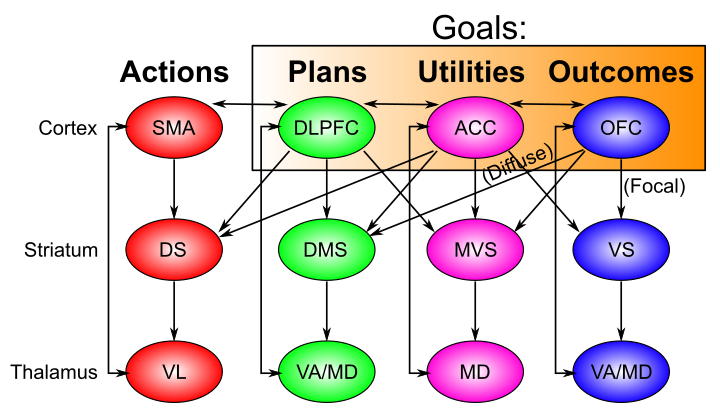 Goals:
Actions Plans Utilities Outcomes
Cortex SMA DLPFC ACC OFC
(Diffuse)
(Focal)
Striatum DS DMS MVS VS
Thalamus VL VA/MD MD VA/MD